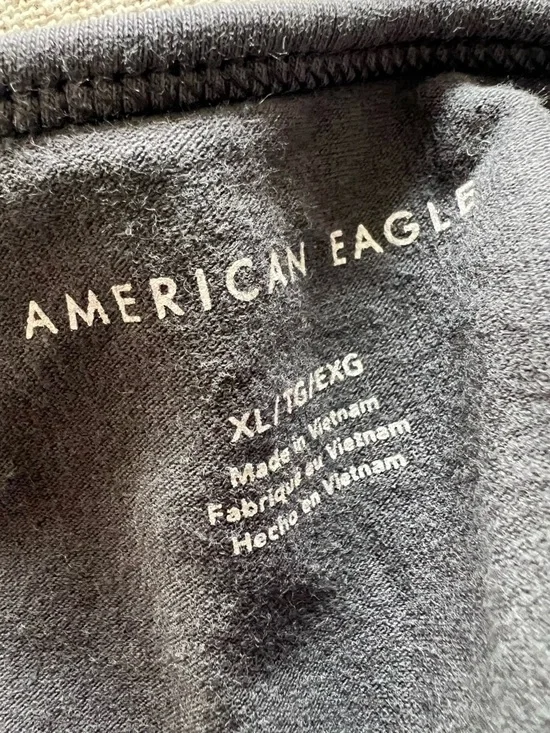 AMERICAN EAGLE
XL/TG/EXG
Made in Vietnam
Fabriqué au Vietnam
Hecho en Vietnam